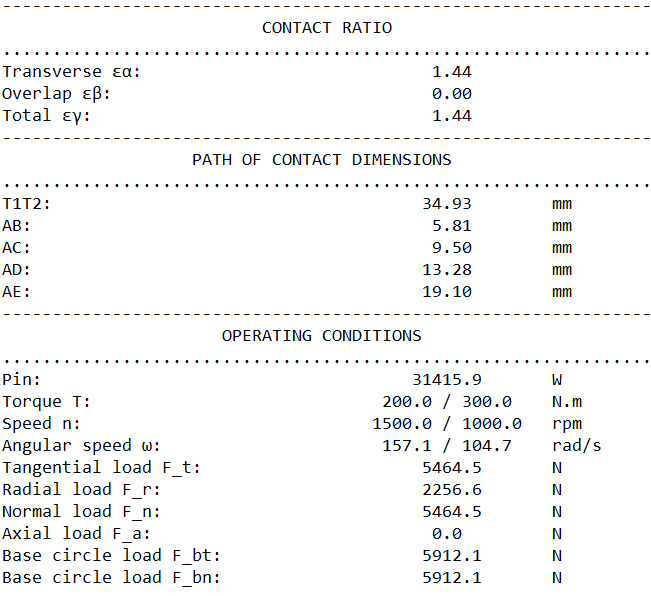 -----------------------------------------------------------------
CONTACT RATIO
.................................................................
Transverse εα: 1.44
Overlap εβ: 0.00
Total εγ: 1.44
-----------------------------------------------------------------
PATH OF CONTACT DIMENSIONS
.................................................................
T1T2: 34.93 mm
AB: 5.81 mm
AC: 9.50 mm
AD: 13.28 mm
AE: 19.10 mm
-----------------------------------------------------------------
OPERATING CONDITIONS
.................................................................
Pin: 31415.9 W
Torque T: 200.0 / 300.0 N.m
Speed n: 1500.0 / 1000.0 rpm
Angular speed ω: 157.1 / 104.7 rad/s
Tangential load F_t: 5464.5 N
Radial load F_r: 2256.6 N
Normal load F_n: 5464.5 N
Axial load F_a: 0.0 N
Base circle load F_bt: 5912.1 N
Base circle load F_bn: 5912.1 N